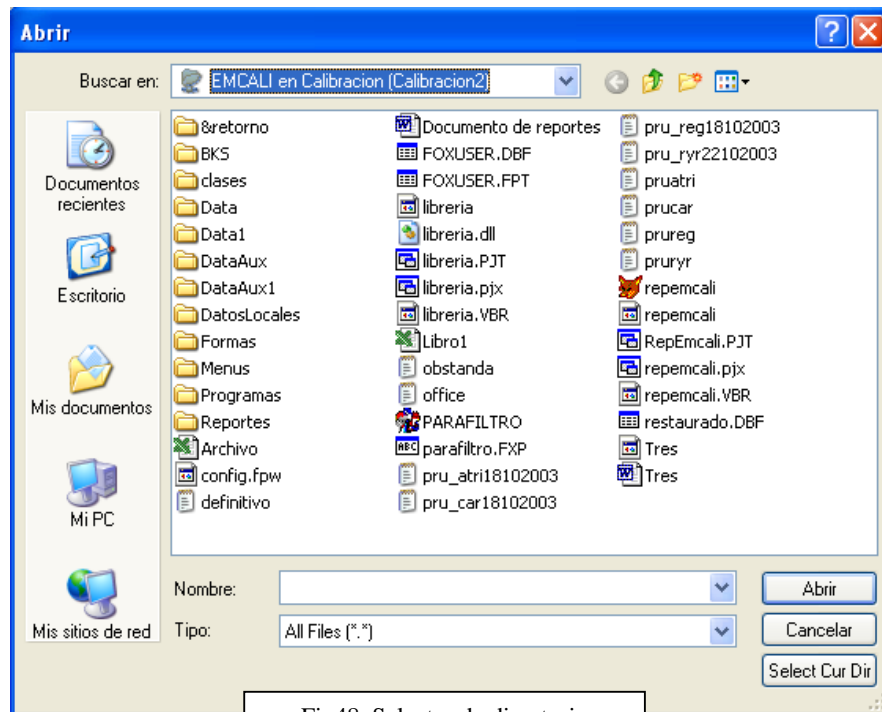 Abrir
Buscar en: EMCALI en Calibracion (Calibracion2)
Documentos recientes
Escritorio
Mis documentos
Mi PC
Mis sitios de red
&retorno
BKS
clases
Data
Data1
DataAux
DataAux1
DatosLocales
Formas
Menus
Programas
Reportes
Archivo
config.fpw
definitivo
Documento de reportes
FOXUSER.DBF
FOXUSER.FPT
libreria
libreria.dll
libreria.PJT
libreria.pjx
libreria.VBR
Libro1
obstanda
office
PARAFILTRO
parafiltro.FXP
pru_atri18102003
pru_car18102003
pru_reg18102003
pru_ryr22102003
pruatri
prucar
prureg
pruryr
repemcali
repemcali
RepEmcali.PJT
repemcali.pjx
repemcali.VBR
restaurado.DBF
Tres
Tres
Nombre:
Abrir
Tipo: All Files (*.*)
Cancelar
Select Cur Dir